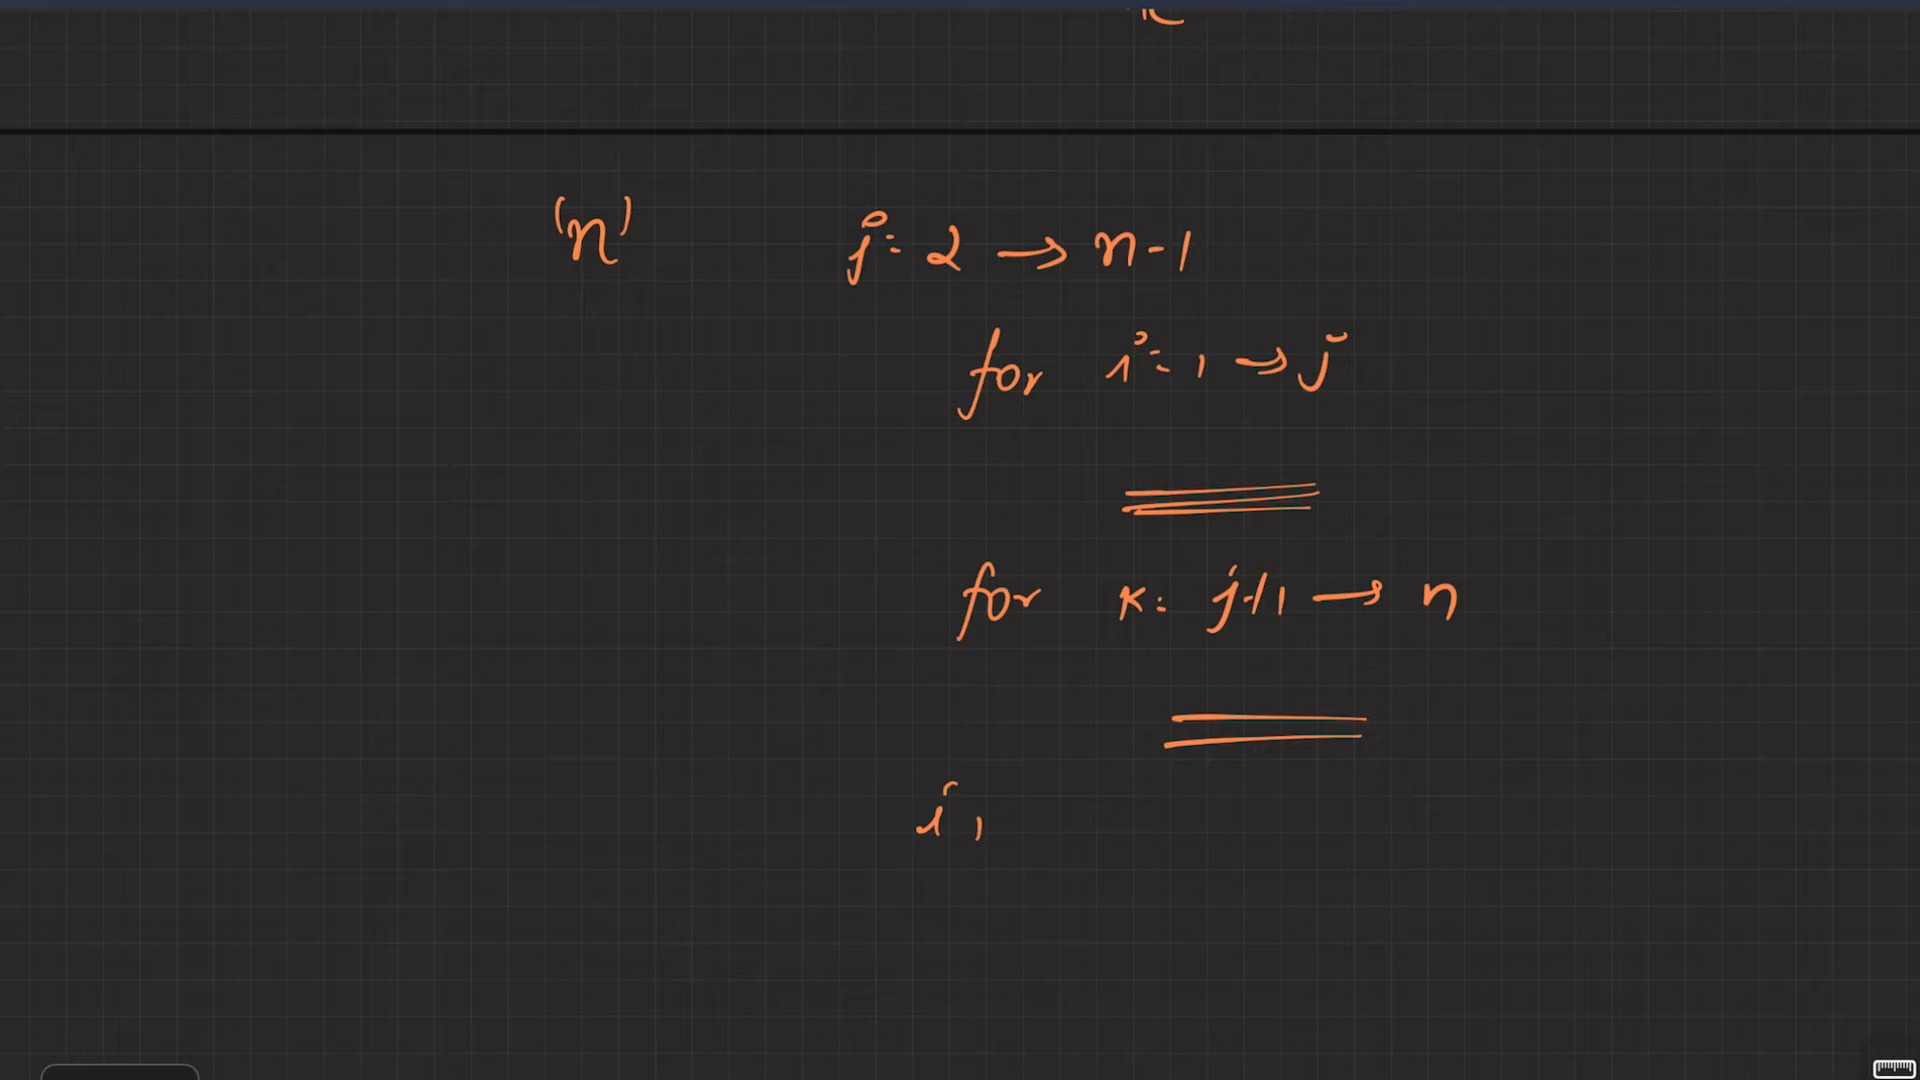 (n) j = 2 → n-1
for i = 1 → j
for k = j+1 → n
i,